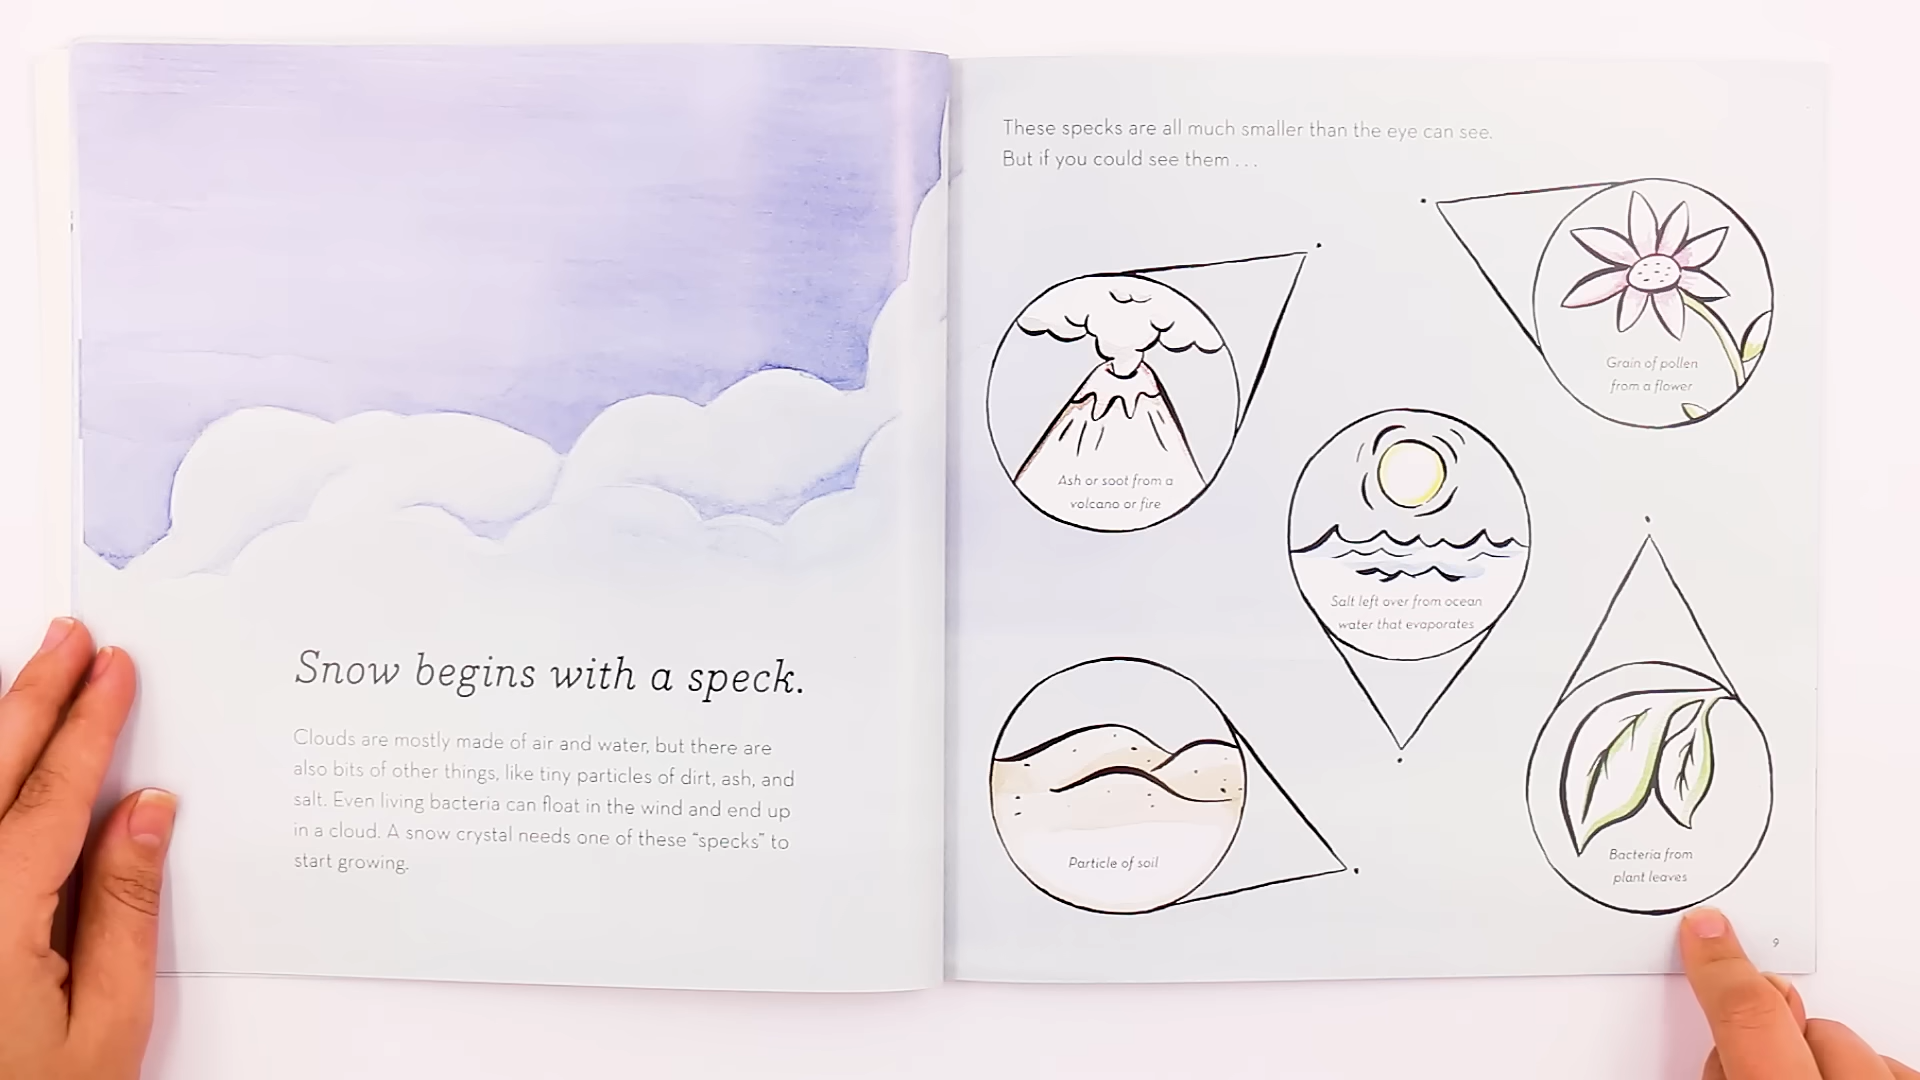 Snow begins with a speck.
Clouds are mostly made of air and water, but there are
also bits of other things, like tiny particles of dirt, ash, and
salt. Even living bacteria can float in the wind and end up
in a cloud. A snow crystal needs one of these “specks” to
start growing.
These specks are all much smaller than the eye can see.
But if you could see them . . .
Ash or soot from a
volcano or fire
Grain of pollen
from a flower
Salt left over from ocean
water that evaporates
Particle of soil
Bacteria from
plant leaves
9